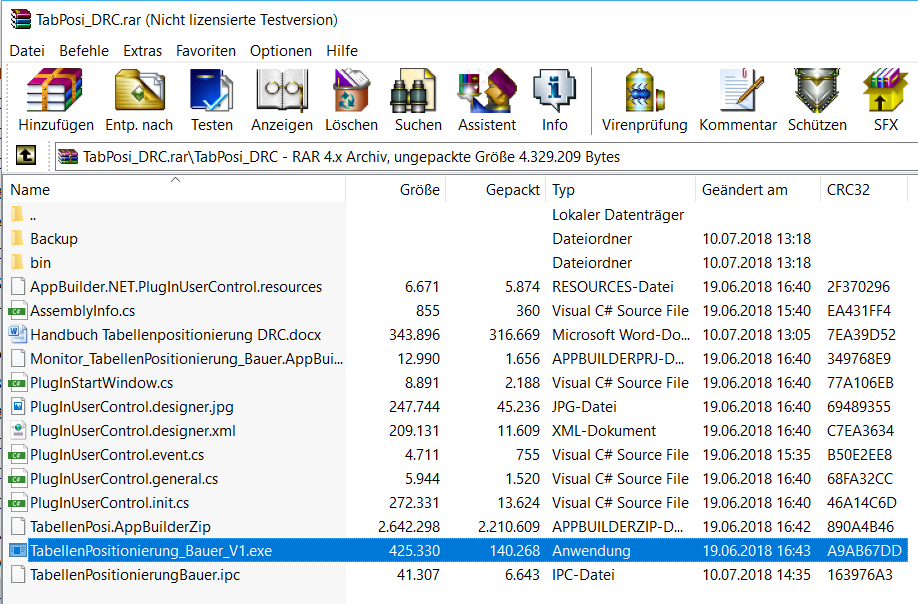 TabPosi_DRC.rar (Nicht lizensierte Testversion)
Datei Befehle Extras Favoriten Optionen Hilfe
Hinzufügen Entp. nach Testen Anzeigen Löschen Suchen Assistent Info Virenprüfung Kommentar Schützen SFX
TabPosi_DRC.rar\TabPosi_DRC - RAR 4.x Archiv, ungepackte Größe 4.329.209 Bytes
Name Größe Gepackt Typ Geändert am CRC32
.. Lokaler Datenträger
Backup Dateiordner 10.07.2018 13:18
bin Dateiordner 10.07.2018 13:18
AppBuilder.NET.PlugInUserControl.resources 6.671 5.874 RESOURCES-Datei 19.06.2018 16:40 2F370296
AssemblyInfo.cs 855 360 Visual C# Source File 19.06.2018 15:40 EA431FF4
Handbuch Tabellenpositionierung DRC.docx 343.896 316.669 Microsoft Word-Do... 10.07.2018 13:05 7EA39D52
Monitor_TabellenPositionierung_Bauer.AppBui... 12.990 1.656 APPBUILDERPRJ-D... 19.06.2018 16:40 349768E9
PlugInStartWindow.cs 8.891 2.188 Visual C# Source File 19.06.2018 16:40 77A106EB
PlugInUserControl.designer.jpg 247.744 45.236 JPG-Datei 19.06.2018 16:40 69489355
PlugInUserControl.designer.xml 209.131 11.609 XML-Dokument 19.06.2018 16:40 C7EA3634
PlugInUserControl.event.cs 4.711 755 Visual C# Source File 19.06.2018 15:35 B50E2EE8
PlugInUserControl.general.cs 5.944 1.520 Visual C# Source File 19.06.2018 16:40 68FA32CC
PlugInUserControl.init.cs 272.331 13.624 Visual C# Source File 19.06.2018 16:40 46A14C6D
TabellenPosi.AppBuilderZip 2.642.298 2.210.609 APPBUILDERZIP-D... 19.06.2018 16:42 890A4B46
TabellenPositionierung_Bauer_V1.exe 425.330 140.268 Anwendung 19.06.2018 16:43 A9AB67DD
TabellenPositionierungBauer.ipc 41.307 6.643 IPC-Datei 10.07.2018 14:35 163976A3